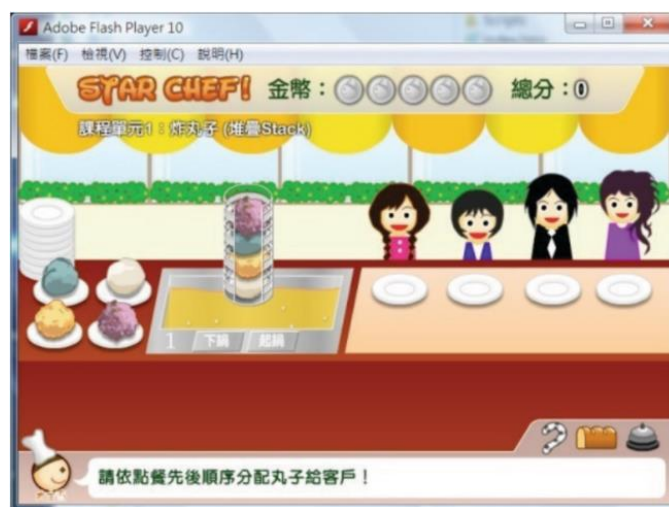 Adobe Flash Player 10
檔案(F) 檢視(V) 控制(C) 說明(H)
STAR CHEF! 金幣： 總分：0
課程單元1：炸丸子 (堆疊Stack)
1 下鍋 起鍋
請依點餐先後順序分配丸子給客戶！